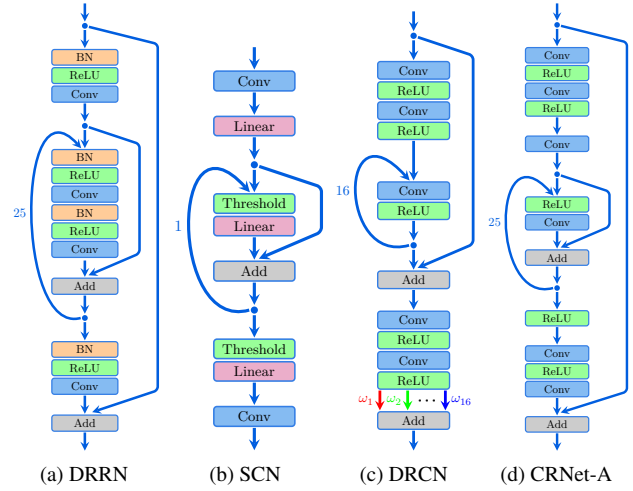 BN
ReLU
Conv
25
BN
ReLU
Conv
BN
ReLU
Conv
Add
BN
ReLU
Conv
Add
(a) DRRN
Conv
Linear
1
Threshold
Linear
Add
Threshold
Linear
Conv
(b) SCN
Conv
ReLU
Conv
ReLU
16
Conv
ReLU
Add
Conv
ReLU
Conv
ReLU
ω1 ω2 ··· ω16
Add
(c) DRCN
Conv
ReLU
Conv
ReLU
Conv
25
ReLU
Conv
Add
ReLU
Conv
ReLU
Conv
Add
(d) CRNet-A